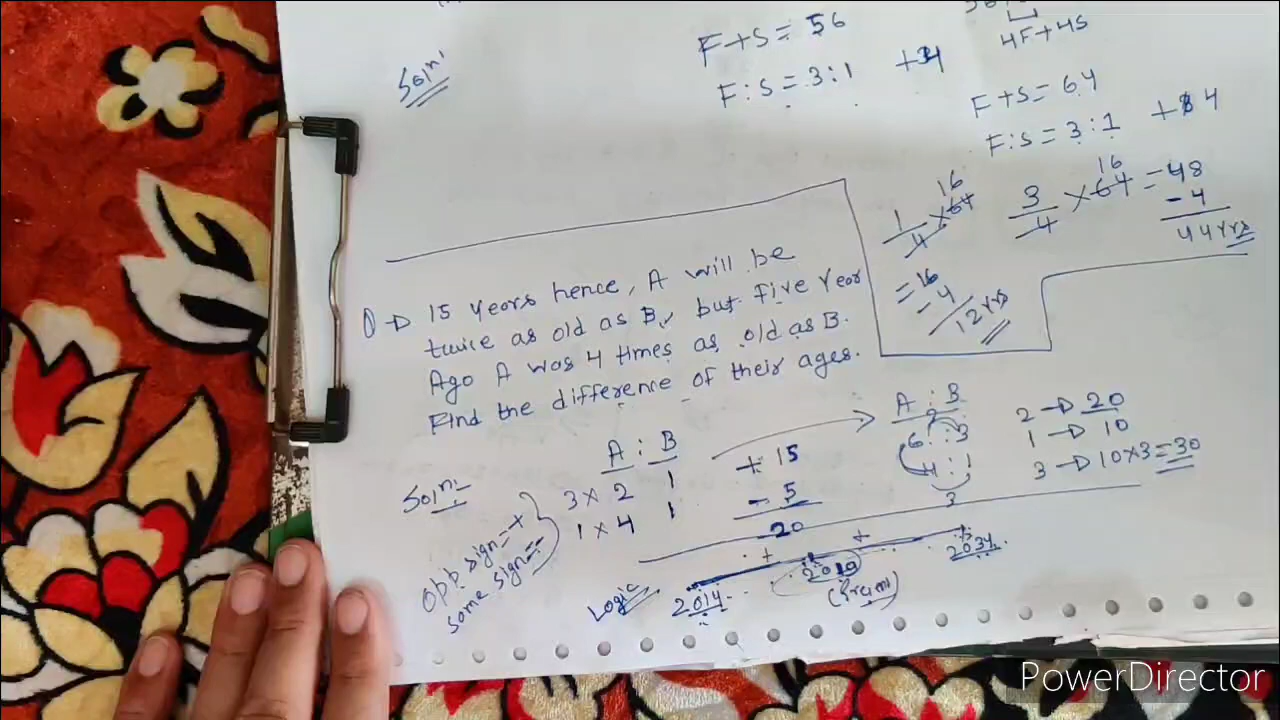 Soln:
F+S = 56
F:S = 3:1 +4
4F+4S
F+S = 64
F:S = 3:1 +4
1/4 × 64 16
= 16
- 4
12 yrs
3/4 × 64 16 = 48
- 4
44 yrs
Q→ 15 years hence, A will be
twice as old as B, but Five Year
Ago A was 4 times as old as B.
Find the difference of their ages.
Soln:-
A : B
3 × 2 1
1 × 4 1
Opp sign = +
Same sign = -
+ 15
- 5
20
A : B
6 : 3
4 : 1
3
2 → 20
1 → 10
3 → 10×3 = 30
Logic
+ +
2014 2019 2034
PowerDirector